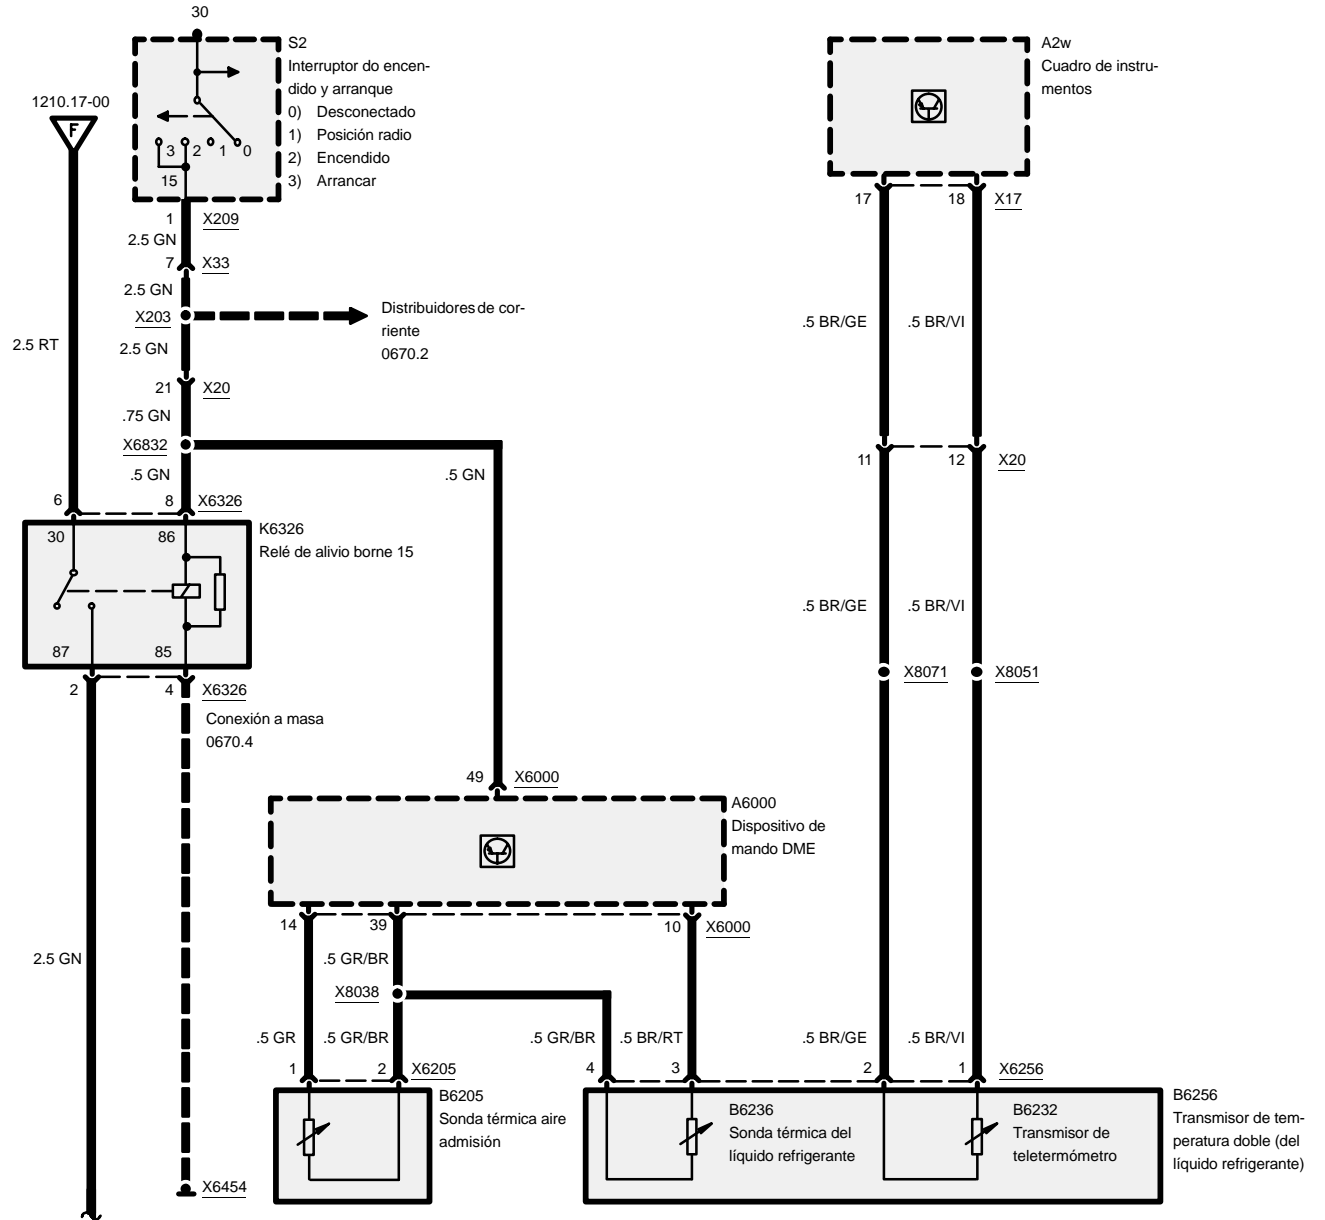 30
S2
Interruptor do encen-
dido y arranque
0) Desconectado
1) Posición radio
2) Encendido
3) Arrancar
3 2 1 0
15
1210.17-00
F
1 X209
2.5 GN
7 X33
2.5 GN
X203
Distribuidores de cor-
riente
0670.2
2.5 RT
2.5 GN
21 X20
.75 GN
X6832
.5 GN
.5 GN
6 8 X6326
K6326
Relé de alivio borne 15
30 86
87 85
2 4 X6326
Conexión a masa
0670.4
2.5 GN
X6454
A2w
Cuadro de instru-
mentos
17 18 X17
.5 BR/GE .5 BR/VI
11 12 X20
.5 BR/GE .5 BR/VI
X8071 X8051
49 X6000
A6000
Dispositivo de
mando DME
14 39 10 X6000
.5 GR/BR
X8038
.5 GR .5 GR/BR .5 GR/BR .5 BR/RT .5 BR/GE .5 BR/VI
1 2 X6205 4 3 2 1 X6256
B6205
Sonda térmica aire
admisión
B6236
Sonda térmica del
líquido refrigerante
B6232
Transmisor de
teletermómetro
B6256
Transmisor de tem-
peratura doble (del
líquido refrigerante)